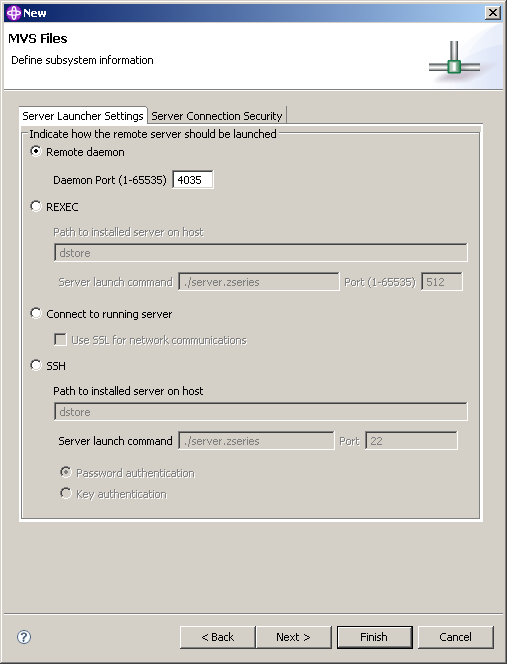 New
MVS Files
Define subsystem information
Server Launcher Settings Server Connection Security
Indicate how the remote server should be launched
Remote daemon
Daemon Port (1-65535) 4035
REXEC
Path to installed server on host
dstore
Server launch command ./server.zseries Port (1-65535) 512
Connect to running server
Use SSL for network communications
SSH
Path to installed server on host
dstore
Server launch command ./server.zseries Port 22
Password authentication
Key authentication
? < Back Next > Finish Cancel